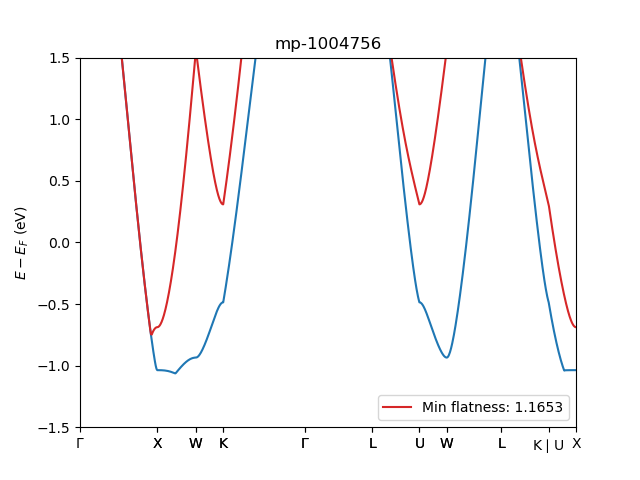 mp-1004756
E − E_F (eV)
1.5
1.0
0.5
0.0
−0.5
−1.0
−1.5
Min flatness: 1.1653
Γ X W K Γ L U W L K | U X